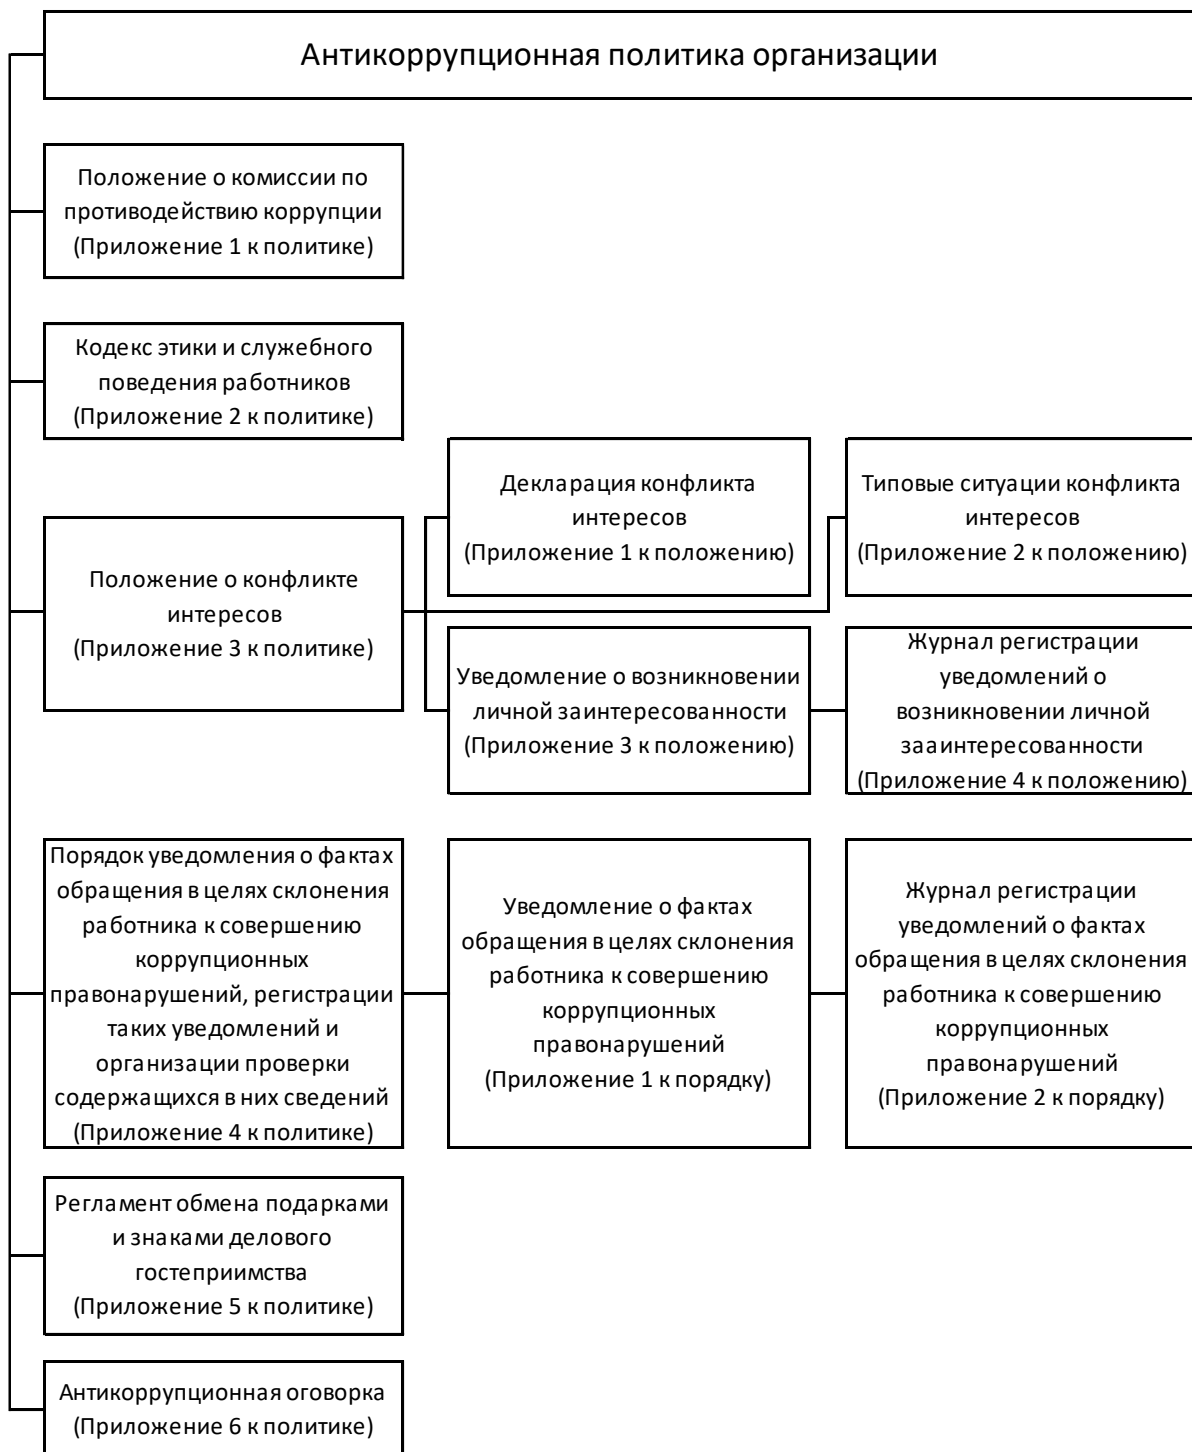 Антикоррупционная политика организации
Положение о комиссии по
противодействию коррупции
(Приложение 1 к политике)
Кодекс этики и служебного
поведения работников
(Приложение 2 к политике)
Положение о конфликте
интересов
(Приложение 3 к политике)
Декларация конфликта
интересов
(Приложение 1 к положению)
Типовые ситуации конфликта
интересов
(Приложение 2 к положению)
Уведомление о возникновении
личной заинтересованности
(Приложение 3 к положению)
Журнал регистрации
уведомлений о
возникновении личной
зааинтересованности
(Приложение 4 к положению)
Порядок уведомления о фактах
обращения в целях склонения
работника к совершению
коррупционных
правонарушений, регистрации
таких уведомлений и
организации проверки
содержащихся в них сведений
(Приложение 4 к политике)
Уведомление о фактах
обращения в целях склонения
работника к совершению
коррупционных
правонарушений
(Приложение 1 к порядку)
Журнал регистрации
уведомлений о фактах
обращения в целях склонения
работника к совершению
коррупционных
правонарушений
(Приложение 2 к порядку)
Регламент обмена подарками
и знаками делового
гостеприимства
(Приложение 5 к политике)
Антикоррупционная оговорка
(Приложение 6 к политике)